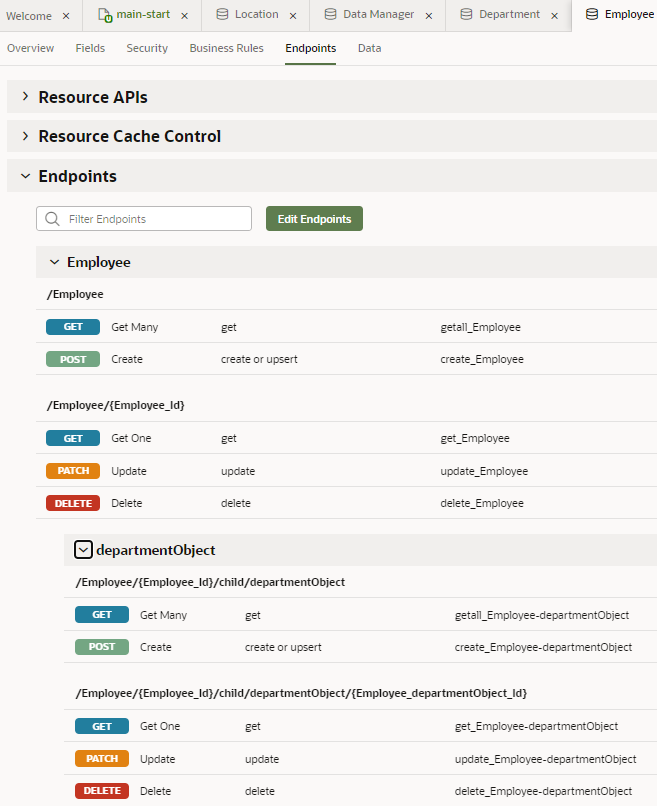 Welcome × main-start × Location × Data Manager × Department × Employee
Overview Fields Security Business Rules Endpoints Data
Resource APIs
Resource Cache Control
Endpoints
Filter Endpoints Edit Endpoints
Employee
/Employee
GET Get Many get getall_Employee
POST Create create or upsert create_Employee
/Employee/{Employee_Id}
GET Get One get get_Employee
PATCH Update update update_Employee
DELETE Delete delete delete_Employee
departmentObject
/Employee/{Employee_Id}/child/departmentObject
GET Get Many get getall_Employee-departmentObject
POST Create create or upsert create_Employee-departmentObject
/Employee/{Employee_Id}/child/departmentObject/{Employee_departmentObject_Id}
GET Get One get get_Employee-departmentObject
PATCH Update update update_Employee-departmentObject
DELETE Delete delete delete_Employee-departmentObject